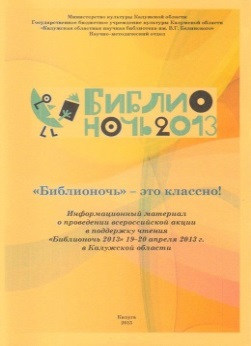 Министерство культуры Калужской области
Государственное бюджетное учреждение культуры Калужской области
«Калужская областная научная библиотека им. В.Г. Белинского»
Научно-методический отдел
БИБЛИО
НОЧЬ2013
«Библионочь» – это классно!
Информационный материал
о проведении всероссийской акции
в поддержку чтения
«Библионочь 2013» 19-20 апреля 2013 г.
в Калужской области
Калуга
2013